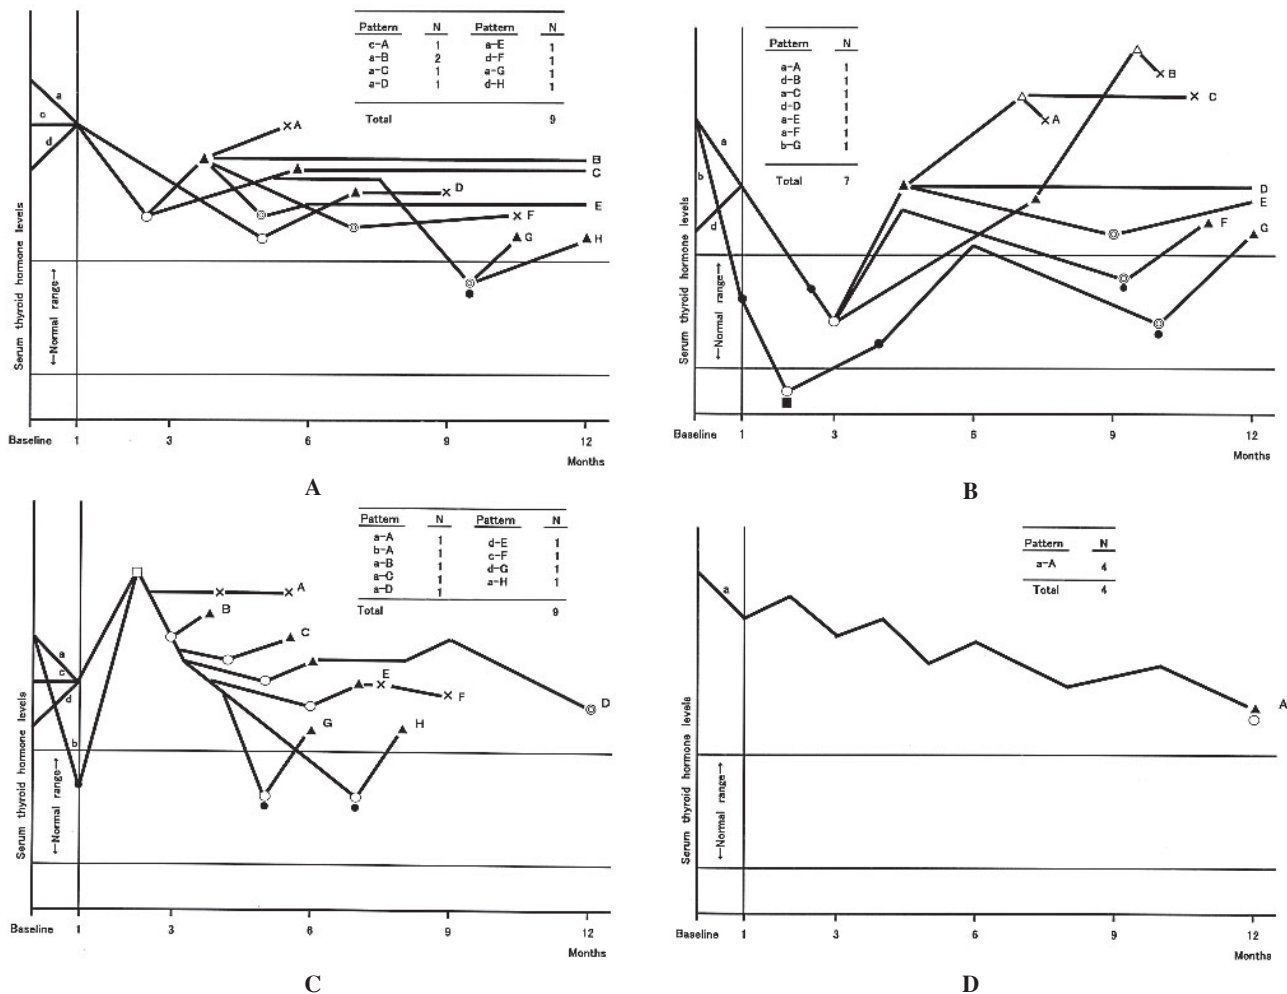 Pattern N Pattern N
c-A 1 a-E 1
a-B 2 d-F 1
a-C 1 a-G 1
a-D 1 d-H 1
Total 9
a
c
d
A
B
C
D
E
F
G
H
Serum thyroid hormone levels
←Normal range→
Baseline 1 3 6 9 12
Months
A
Pattern N
a-A 1
d-B 1
a-C 1
d-D 1
a-E 1
a-F 1
b-G 1
Total 7
a
b
d
B
C
A
D
E
F
G
Serum thyroid hormone levels
←Normal range→
Baseline 1 3 6 9 12
Months
B
Pattern N Pattern N
a-A 1 d-E 1
b-A 1 c-F 1
a-B 1 d-G 1
a-C 1 a-H 1
a-D 1
Total 9
a
c
d
b
A
B
C
E
F
D
G
H
Serum thyroid hormone levels
←Normal range→
Baseline 1 3 6 9 12
Months
C
Pattern N
a-A 4
Total 4
a
A
Serum thyroid hormone levels
←Normal range→
Baseline 1 3 6 9 12
Months
D